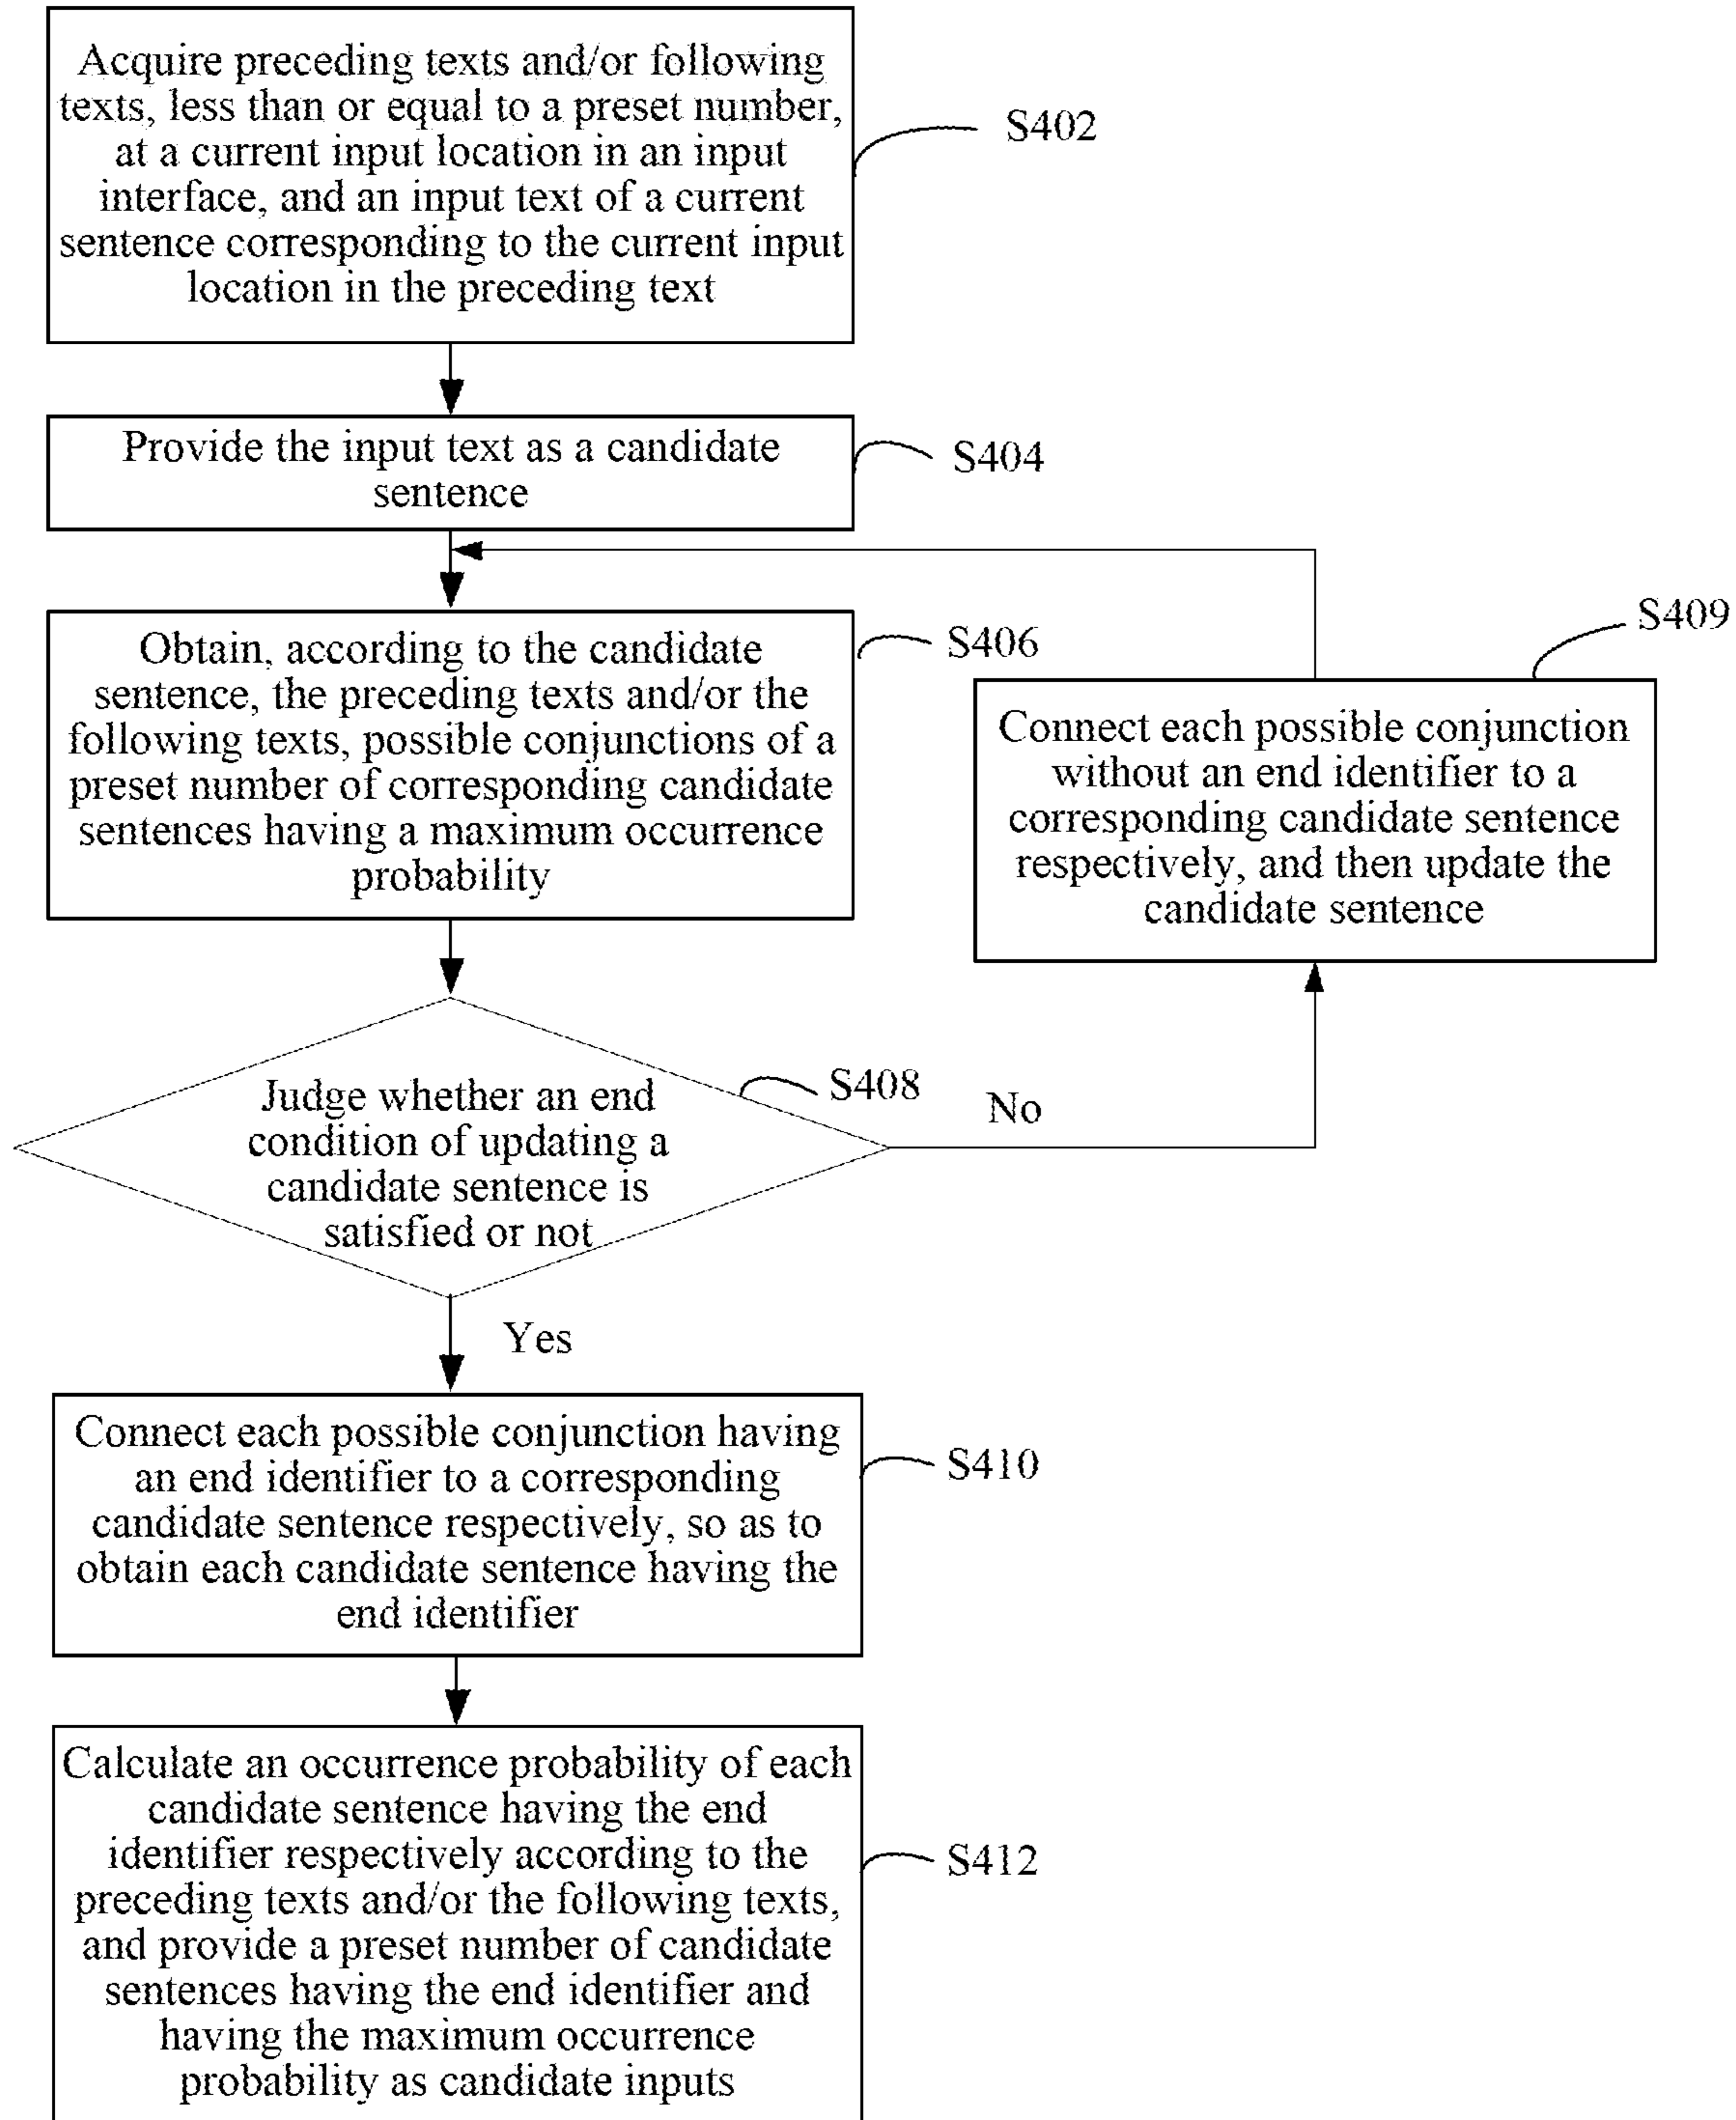 Acquire preceding texts and/or following
texts, less than or equal to a preset number,
at a current input location in an input
interface, and an input text of a current
sentence corresponding to the current input
location in the preceding text
S402
Provide the input text as a candidate
sentence
S404
Obtain, according to the candidate
sentence, the preceding texts and/or the
following texts, possible conjunctions of a
preset number of corresponding candidate
sentences having a maximum occurrence
probability
S406
S409
Connect each possible conjunction
without an end identifier to a
corresponding candidate sentence
respectively, and then update the
candidate sentence
Judge whether an end
condition of updating a
candidate sentence is
satisfied or not
S408
No
Yes
Connect each possible conjunction having
an end identifier to a corresponding
candidate sentence respectively, so as to
obtain each candidate sentence having the
end identifier
S410
Calculate an occurrence probability of each
candidate sentence having the end
identifier respectively according to the
preceding texts and/or the following texts,
and provide a preset number of candidate
sentences having the end identifier and
having the maximum occurrence
probability as candidate inputs
S412